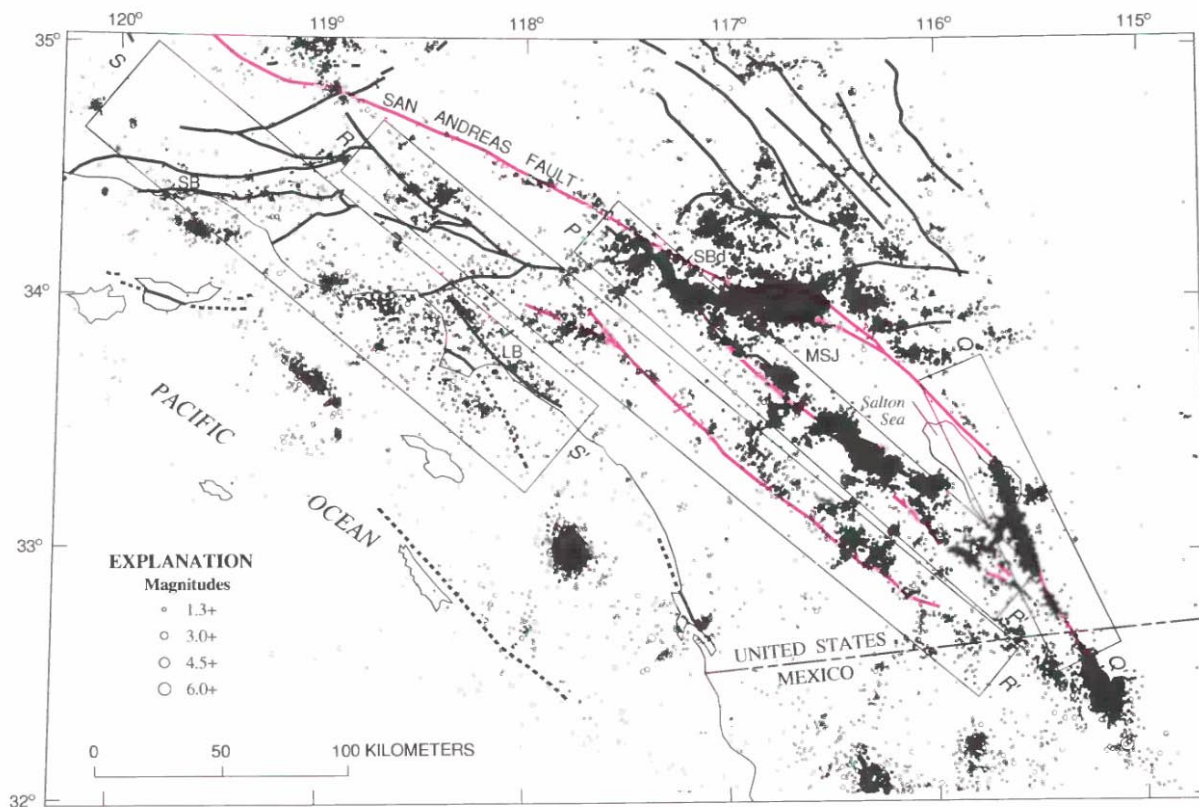 120° 119° 118° 117° 116° 115°
35°
S
SAN ANDREAS FAULT
R
SB
P
SBd
34°
MSJ
Q
LB
Salton
Sea
PACIFIC
S'
OCEAN
33°
EXPLANATION
Magnitudes
1.3+
3.0+
4.5+
6.0+
P'
UNITED STATES
MEXICO
Q'
R'
0 50 100 KILOMETERS
32°